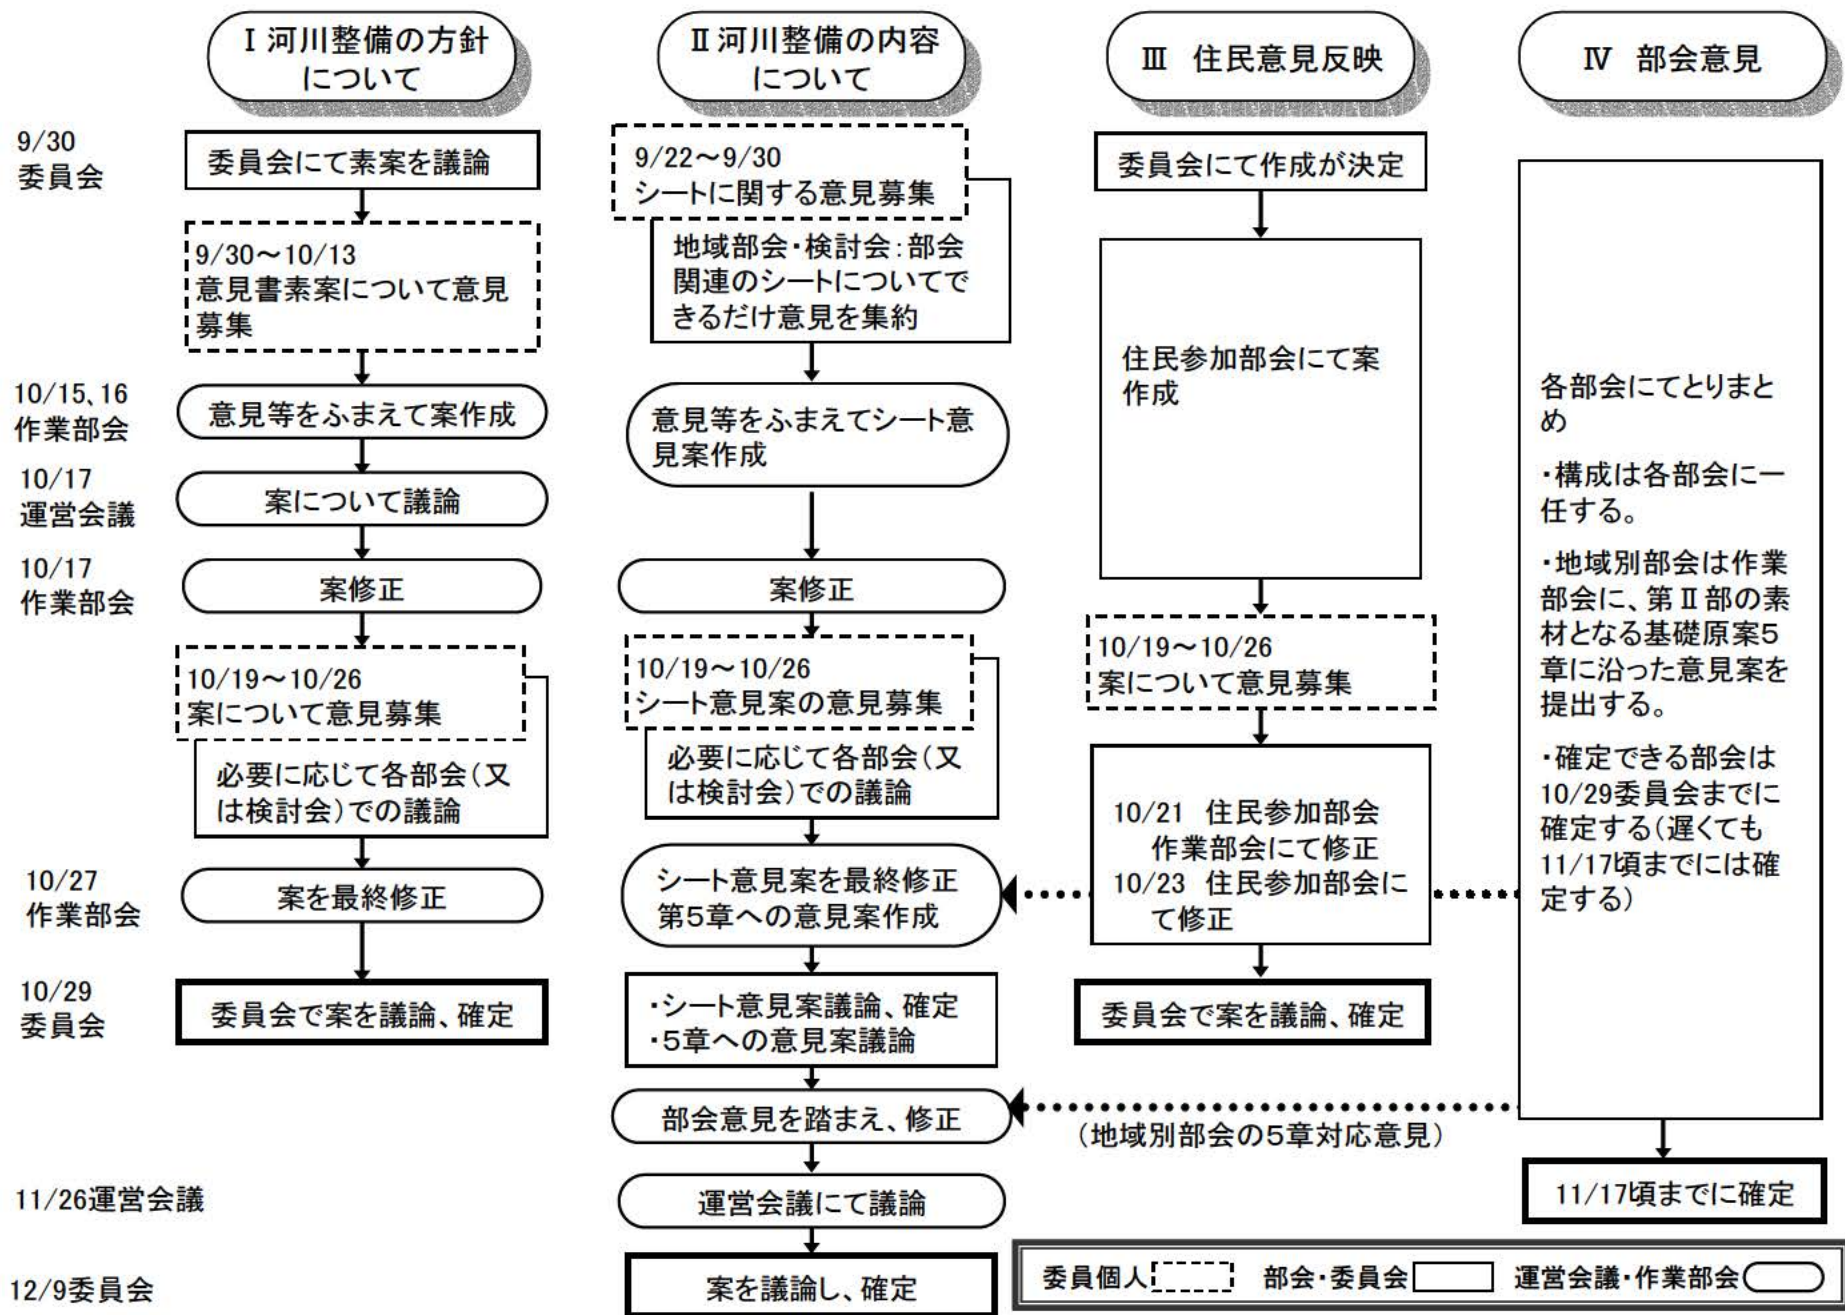 Ⅰ 河川整備の方針
について
Ⅱ 河川整備の内容
について
Ⅲ 住民意見反映
Ⅳ 部会意見
9/30
委員会
委員会にて素案を議論
9/30～10/13
意見書素案について意見
募集
10/15、16
作業部会
意見等をふまえて案作成
10/17
運営会議
案について議論
10/17
作業部会
案修正
10/19～10/26
案について意見募集
必要に応じて各部会（又
は検討会）での議論
10/27
作業部会
案を最終修正
10/29
委員会
委員会で案を議論、確定
11/26運営会議
12/9委員会
9/22～9/30
シートに関する意見募集
地域部会・検討会：部会
関連のシートについてで
きるだけ意見を集約
意見等をふまえてシート意
見案作成
案修正
10/19～10/26
シート意見案の意見募集
必要に応じて各部会（又
は検討会）での議論
シート意見案を最終修正
第5章への意見案作成
・シート意見案議論、確定
・5章への意見案議論
部会意見を踏まえ、修正
運営会議にて議論
案を議論し、確定
委員会にて作成が決定
住民参加部会にて案
作成
10/19～10/26
案について意見募集
10/21 住民参加部会
作業部会にて修正
10/23 住民参加部会に
て修正
委員会で案を議論、確定
（地域別部会の5章対応意見）
各部会にてとりまと
め
・構成は各部会に一
任する。
・地域別部会は作業
部会に、第Ⅱ部の素
材となる基礎原案5
章に沿った意見案を
提出する。
・確定できる部会は
10/29委員会までに
確定する（遅くても
11/17頃までには確
定する）
11/17頃までに確定
委員個人 部会・委員会 運営会議・作業部会